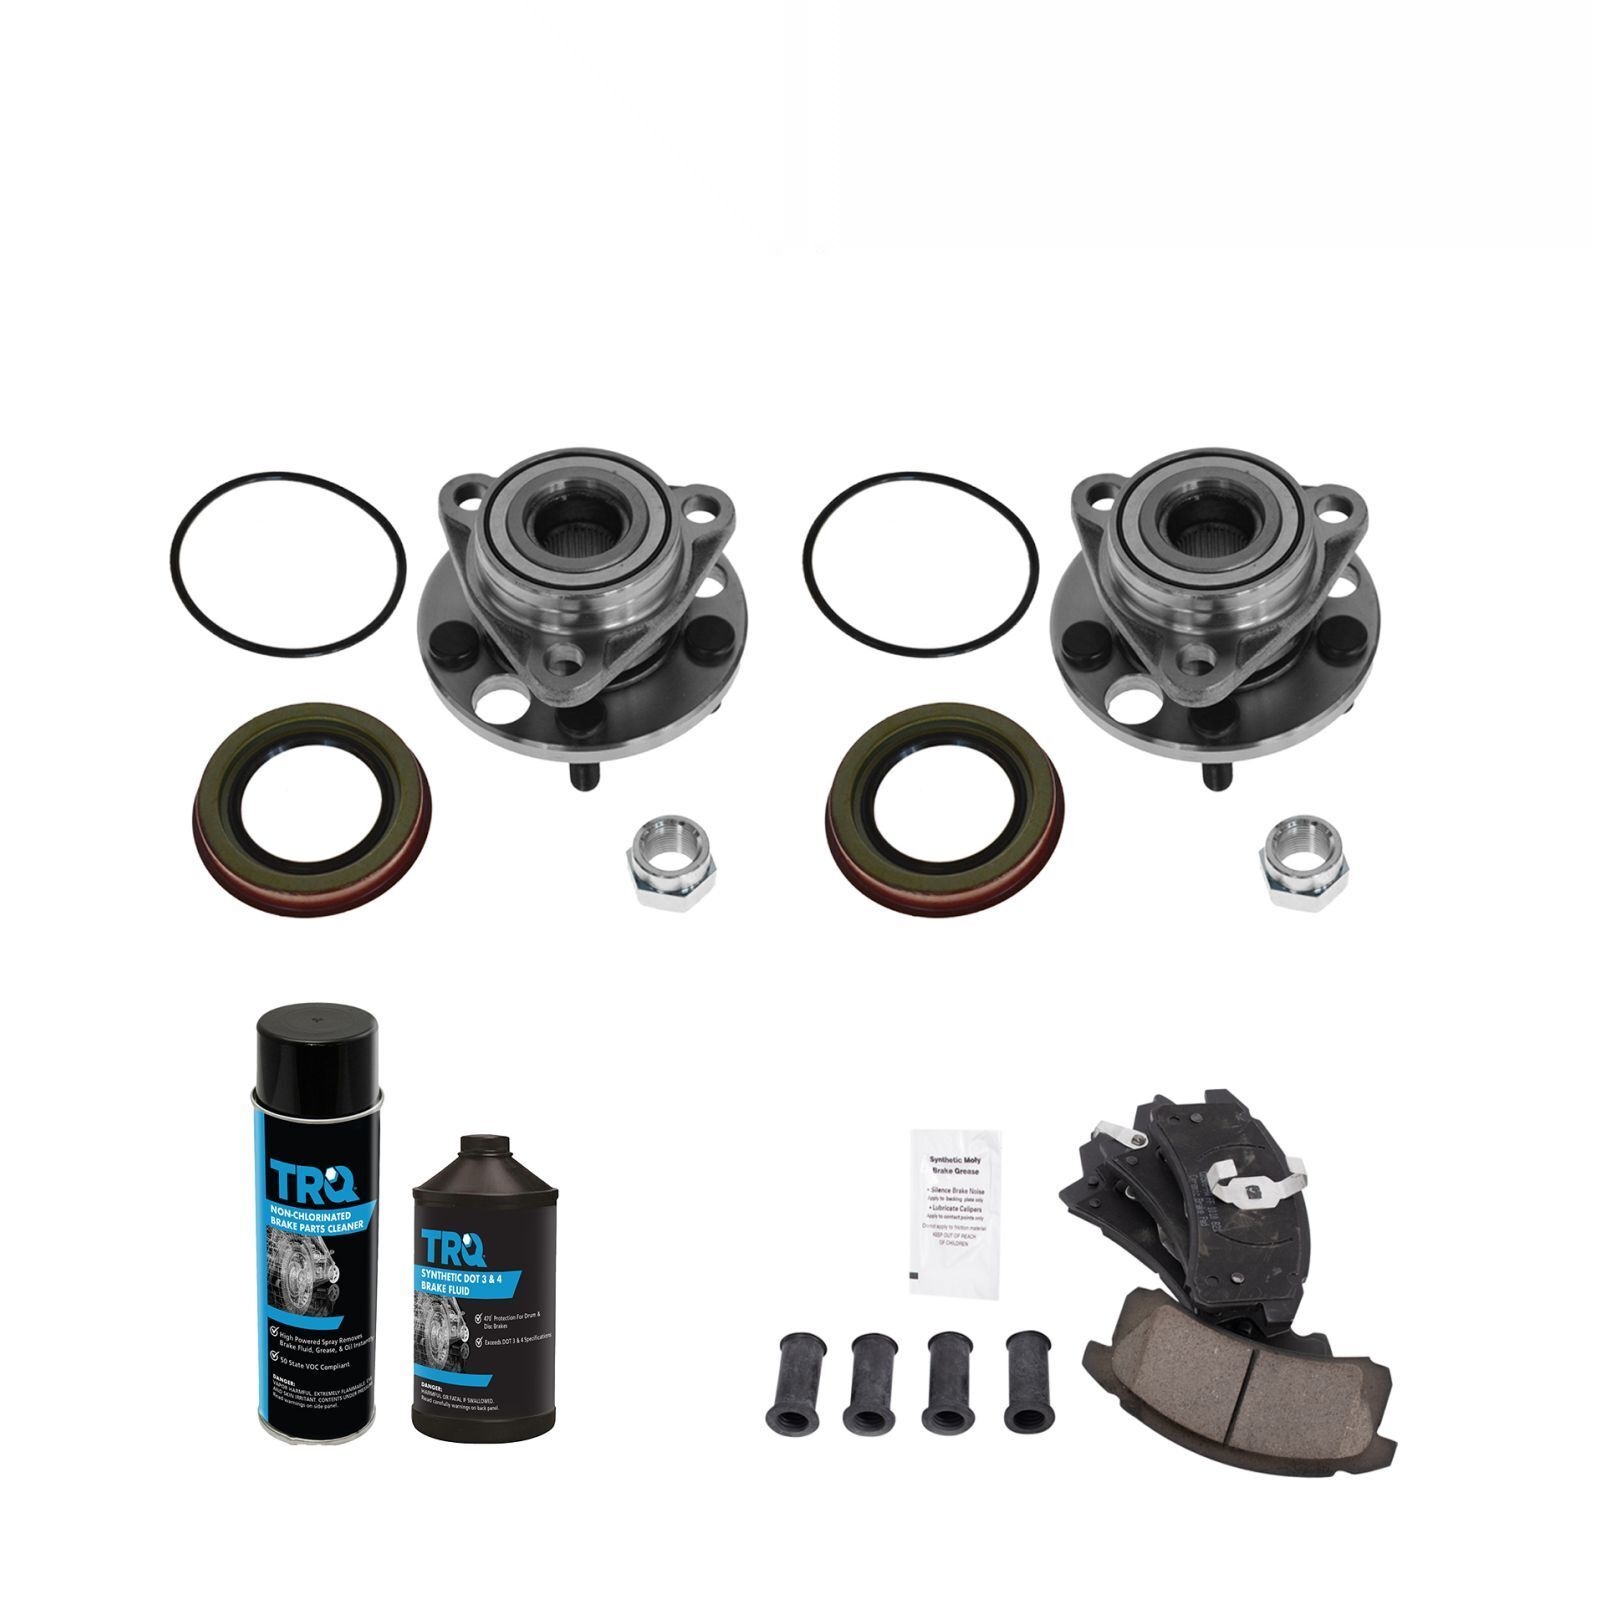 TRQ
NON-CHLORINATED
BRAKE PARTS CLEANER
High Powered Spray Removes
Brake Fluid, Grease, & Oil Instantly
50 State VOC Compliant
DANGER:
VAPOR HARMFUL. EXTREMELY FLAMMABLE. EYE
AND SKIN IRRITANT. CONTENTS UNDER PRESSURE.
Read warnings on side panel.
TRQ
SYNTHETIC DOT 3 & 4
BRAKE FLUID
470° Protection For Drum &
Disc Brakes
Exceeds DOT 3 & 4 Specifications
DANGER:
HARMFUL OR FATAL IF SWALLOWED.
Read carefully warnings on back panel.
Synthetic Moly
Brake Grease
• Silence Brake Noise
Apply to backing plate only
• Lubricate Calipers
Apply to contact points only
Do not apply to friction material
KEEP OUT OF REACH
OF CHILDREN